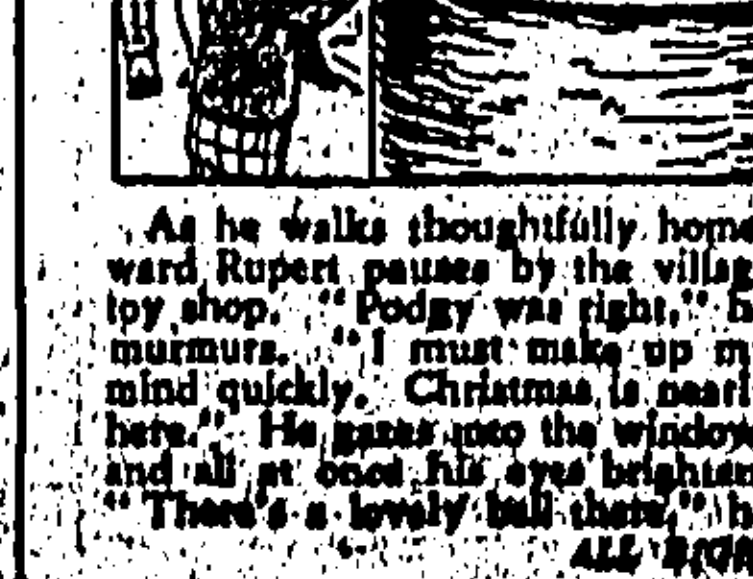 As he walks thoughtfully home
ward Rupert pauses by the villag
toy shop. "Podgy was right," h
murmurs. "I must make up m
mind quickly. Christmas is nearl
here." He gazes into the window
and all at once his eyes brighten
"There's a lovely ball there," h
ALL